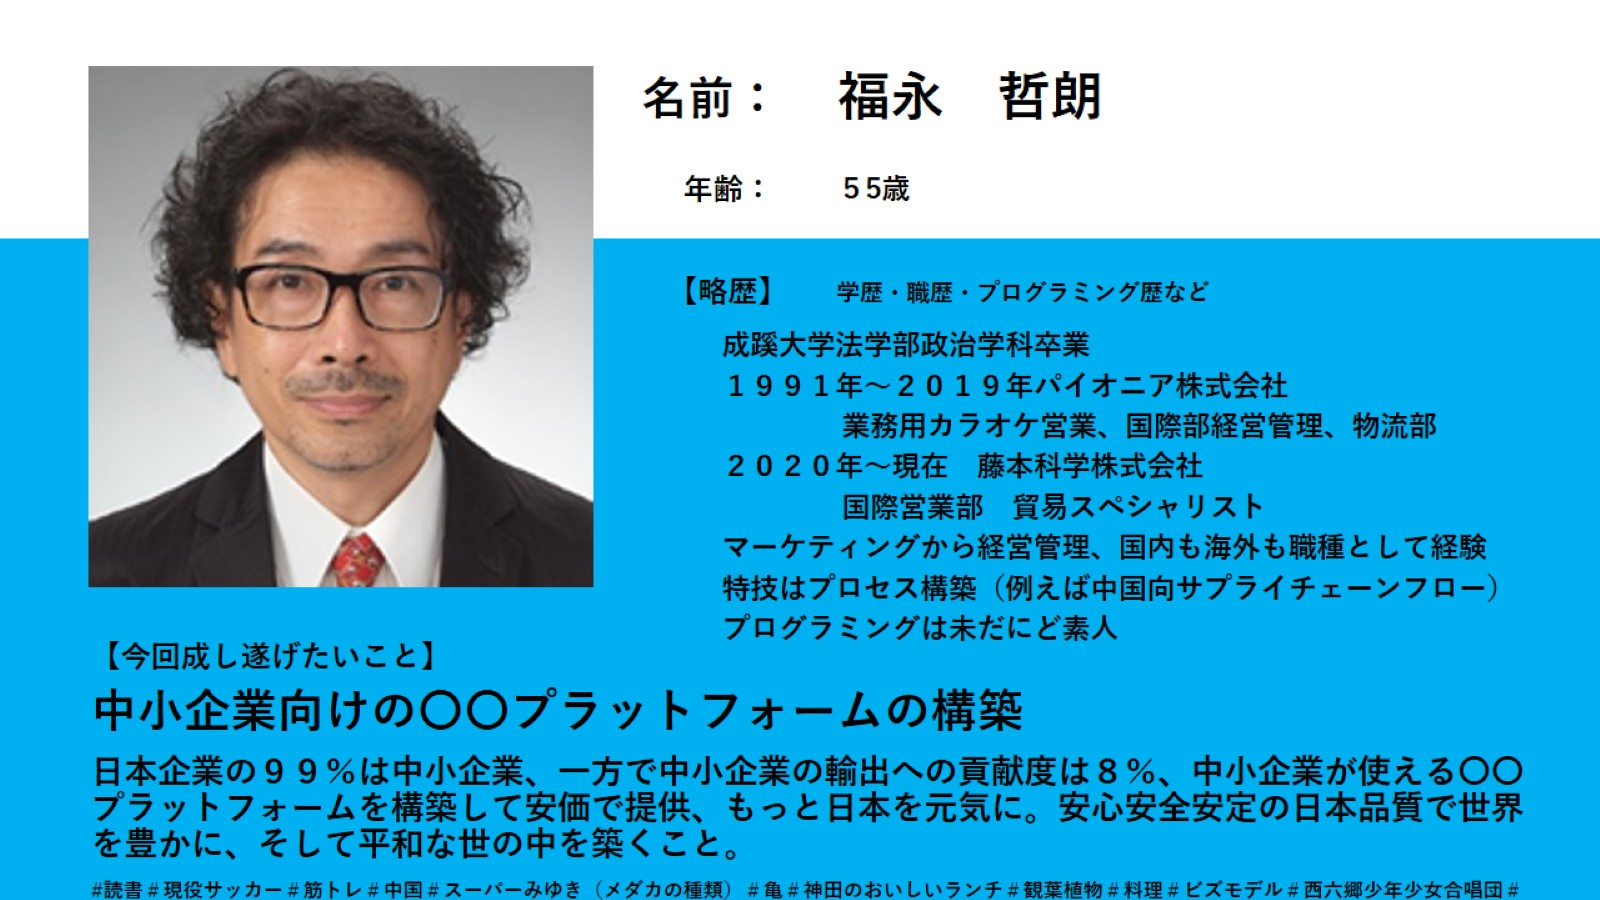 名前： 福永 哲朗
年齢： ５5歳
【略歴】 学歴・職歴・プログラミング歴など
成蹊大学法学部政治学科卒業
１９９１年～２０１９年パイオニア株式会社
業務用カラオケ営業、国際部経営管理、物流部
２０２０年～現在 藤本科学株式会社
国際営業部 貿易スペシャリスト
マーケティングから経営管理、国内も海外も職種として経験
特技はプロセス構築（例えば中国向サプライチェーンフロー）
プログラミングは未だにど素人
【今回成し遂げたいこと】
中小企業向けの〇〇プラットフォームの構築
日本企業の９９％は中小企業、一方で中小企業の輸出への貢献度は８％、中小企業が使える〇〇
プラットフォームを構築して安価で提供、もっと日本を元気に。安心安全安定の日本品質で世界
を豊かに、そして平和な世の中を築くこと。
#読書＃現役サッカー＃筋トレ＃中国＃スーパーみゆき（メダカの種類）＃亀＃神田のおいしいランチ＃観葉植物＃料理＃ビズモデル＃西六郷少年少女合唱団＃